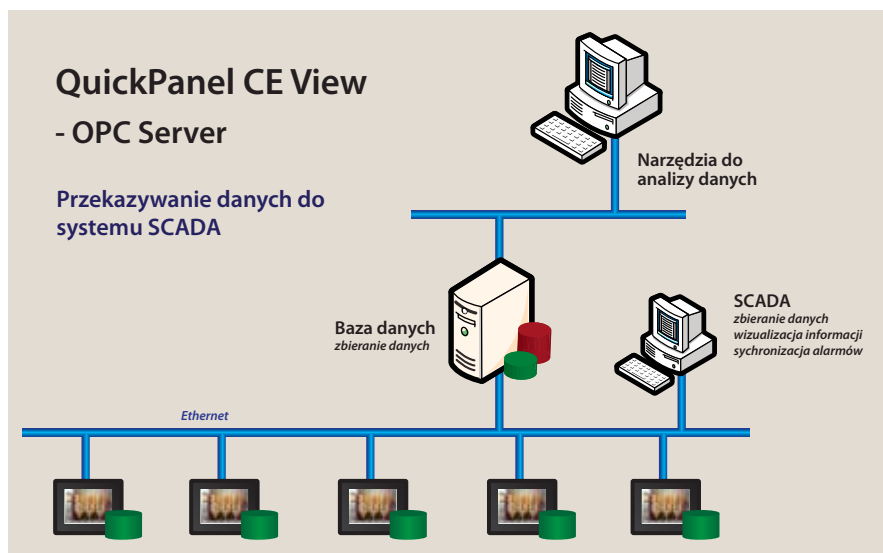 QuickPanel CE View
- OPC Server
Przekazywanie danych do
systemu SCADA
Narzędzia do
analizy danych
Baza danych
zbieranie danych
SCADA
zbieranie danych
wizualizacja informacji
sychronizacja alarmów
Ethernet